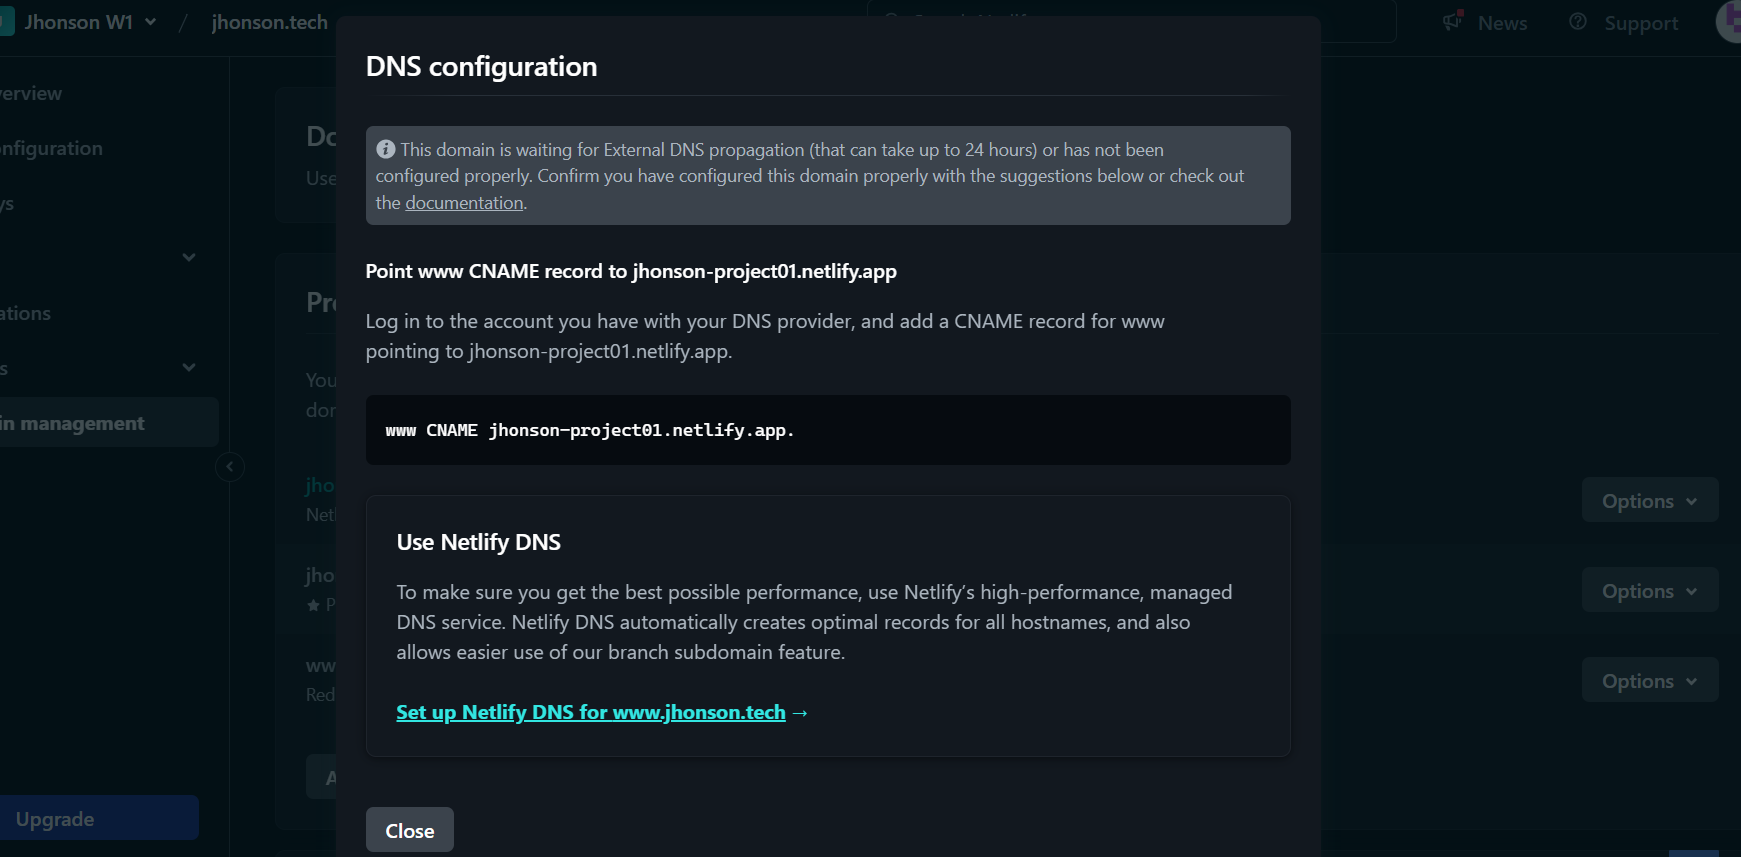 Jhonson W1 / jhonson.tech
News
Support
DNS configuration
This domain is waiting for External DNS propagation (that can take up to 24 hours) or has not been
configured properly. Confirm you have configured this domain properly with the suggestions below or check out
the documentation.
Point www CNAME record to jhonson-project01.netlify.app
Log in to the account you have with your DNS provider, and add a CNAME record for www
pointing to jhonson-project01.netlify.app.
www CNAME jhonson-project01.netlify.app.
Use Netlify DNS
To make sure you get the best possible performance, use Netlify’s high-performance, managed
DNS service. Netlify DNS automatically creates optimal records for all hostnames, and also
allows easier use of our branch subdomain feature.
Set up Netlify DNS for www.jhonson.tech →
Close
verview
nfiguration
ys
ations
s
in management
Upgrade
Do
Use
Pro
You
dor
jho
Netl
jho
P
ww
Red
A
Options
Options
Options